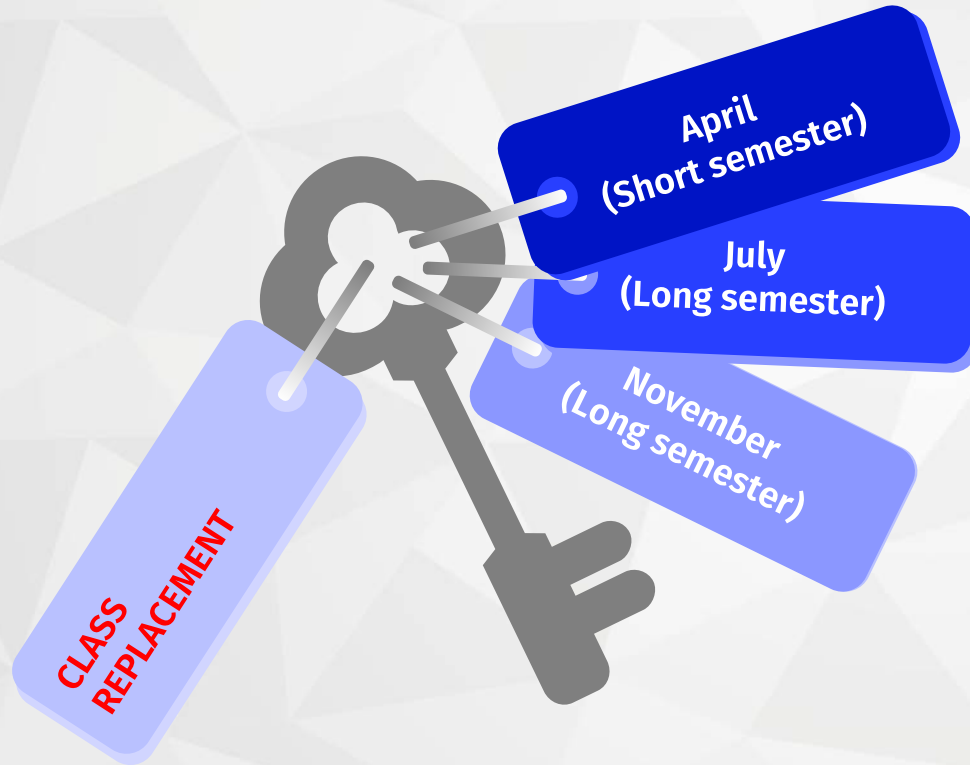 April
(Short semester)
July
(Long semester)
November
(Long semester)
CLASS
REPLACEMENT